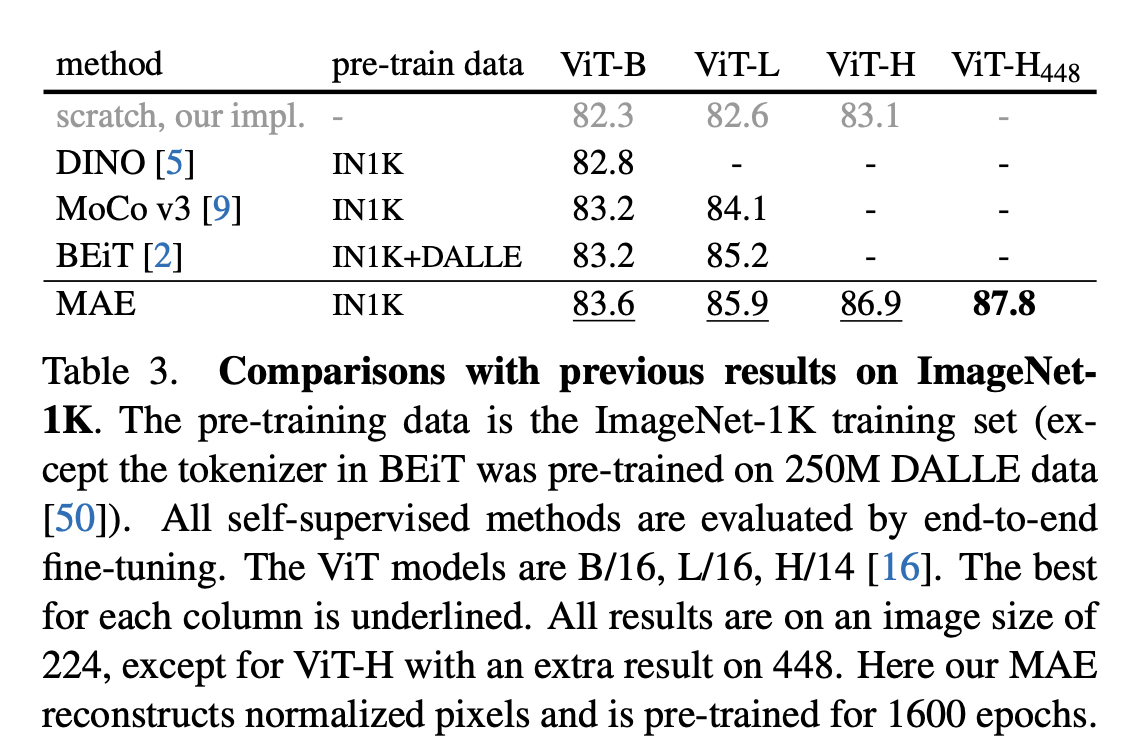 method pre-train data ViT-B ViT-L ViT-H ViT-H448
scratch, our impl. - 82.3 82.6 83.1 -
DINO [5] IN1K 82.8 - - -
MoCo v3 [9] IN1K 83.2 84.1 - -
BEiT [2] IN1K+DALLE 83.2 85.2 - -
MAE IN1K 83.6 85.9 86.9 87.8
Table 3. Comparisons with previous results on ImageNet-
1K. The pre-training data is the ImageNet-1K training set (ex-
cept the tokenizer in BEiT was pre-trained on 250M DALLE data
[50]). All self-supervised methods are evaluated by end-to-end
fine-tuning. The ViT models are B/16, L/16, H/14 [16]. The best
for each column is underlined. All results are on an image size of
224, except for ViT-H with an extra result on 448. Here our MAE
reconstructs normalized pixels and is pre-trained for 1600 epochs.